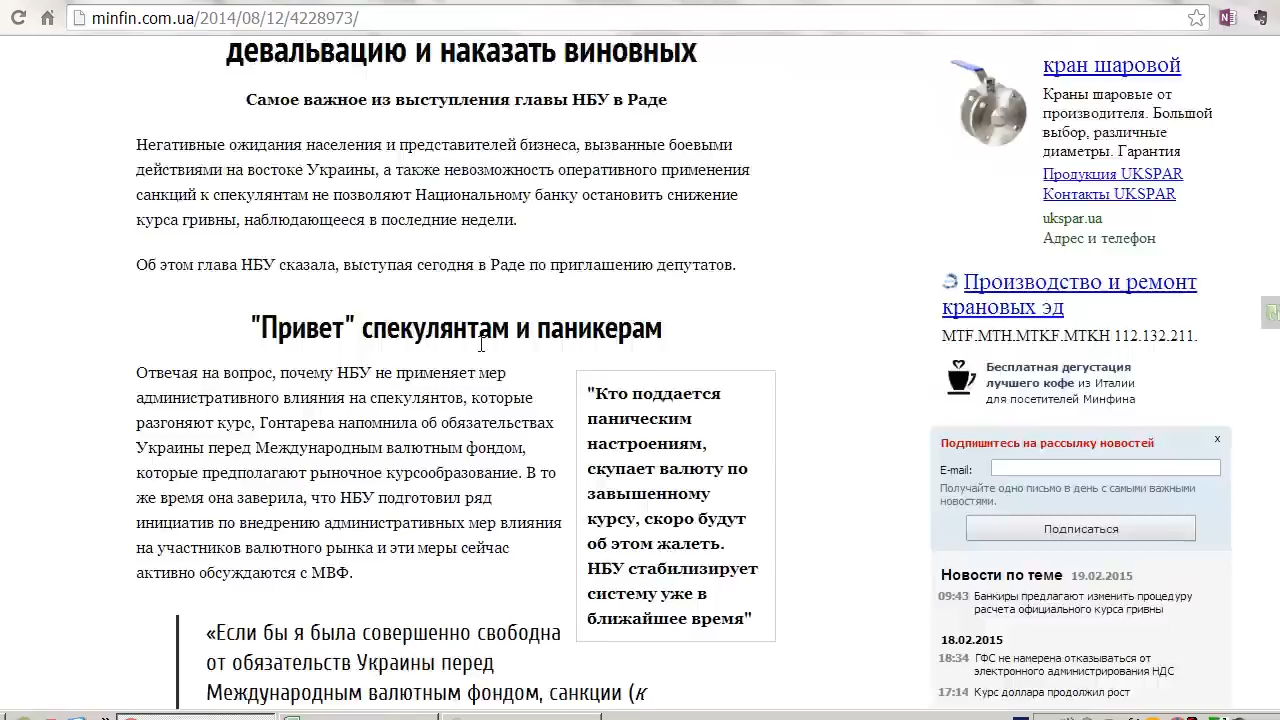 minfin.com.ua/2014/08/12/4228973/
девальвацию и наказать виновных
Самое важное из выступления главы НБУ в Раде
Негативные ожидания населения и представителей бизнеса, вызванные боевыми
действиями на востоке Украины, а также невозможность оперативного применения
санкций к спекулянтам не позволяют Национальному банку остановить снижение
курса гривны, наблюдающееся в последние недели.
Об этом глава НБУ сказала, выступая сегодня в Раде по приглашению депутатов.
"Привет" спекулянтам и паникерам
Отвечая на вопрос, почему НБУ не применяет мер
административного влияния на спекулянтов, которые
разгоняют курс, Гонтарева напомнила об обязательствах
Украины перед Международным валютным фондом,
которые предполагают рыночное курсообразование. В то
же время она заверила, что НБУ подготовил ряд
инициатив по внедрению административных мер влияния
на участников валютного рынка и эти меры сейчас
активно обсуждаются с МВФ.
"Кто поддается
паническим
настроениям,
скупает валюту по
завышенному
курсу, скоро будут
об этом жалеть.
НБУ стабилизирует
систему уже в
ближайшее время"
«Если бы я была совершенно свободна
от обязательств Украины перед
Международным валютным фондом, санкции (к
кран шаровой
Краны шаровые от
производителя. Большой
выбор, различные
диаметры. Гарантия
Продукция UKSPAR
Контакты UKSPAR
ukspar.ua
Адрес и телефон
Производство и ремонт
крановых эд
MTF.MTH.MTKF.MTKH 112.132.211.
Бесплатная дегустация
лучшего кофе из Италии
для посетителей Минфина
Подпишитесь на рассылку новостей x
E-mail:
Получайте одно письмо в день с самыми важными
новостями.
Подписаться
Новости по теме 19.02.2015
09:43 Банкиры предлагают изменить процедуру
расчета официального курса гривны
18.02.2015
18:34 ГФС не намерена отказываться от
электронного администрирования НДС
17:14 Курс доллара продолжил рост